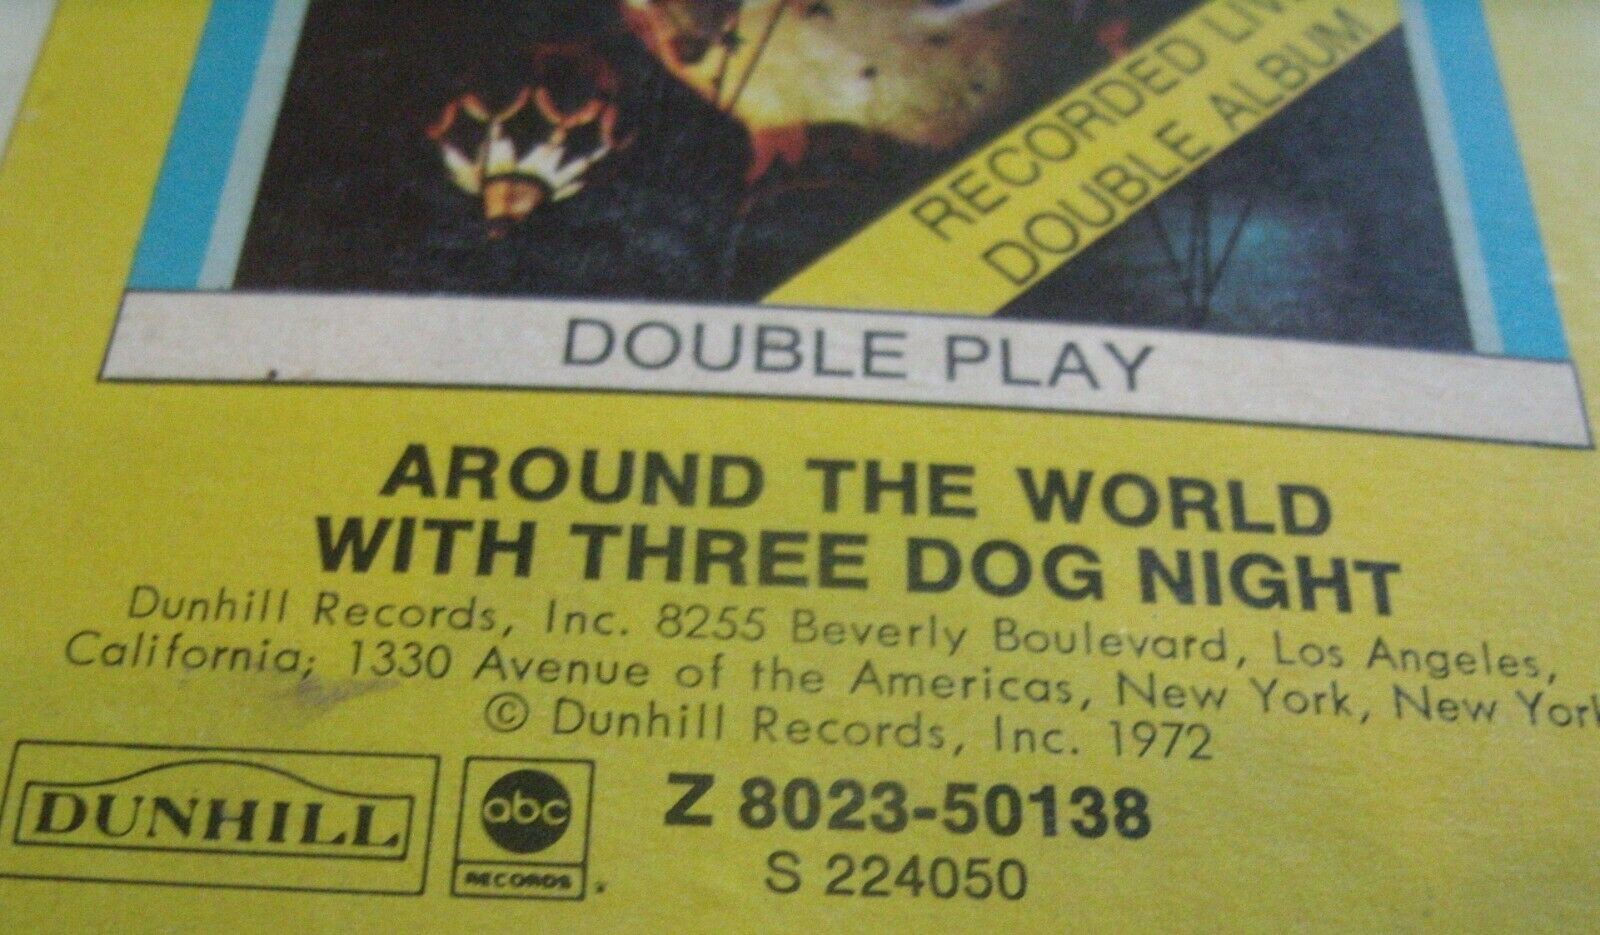 RECORDED LIVE
DOUBLE ALBUM
DOUBLE PLAY
AROUND THE WORLD
WITH THREE DOG NIGHT
Dunhill Records, Inc. 8255 Beverly Boulevard, Los Angeles,
California; 1330 Avenue of the Americas, New York, New York
© Dunhill Records, Inc. 1972
DUNHILL
abc
RECORDS
Z 8023-50138
S 224050